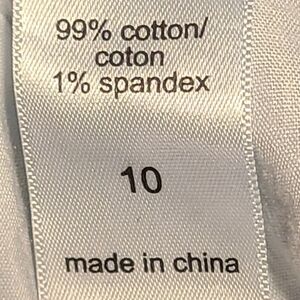 99% cotton/
coton
1% spandex
10
made in china